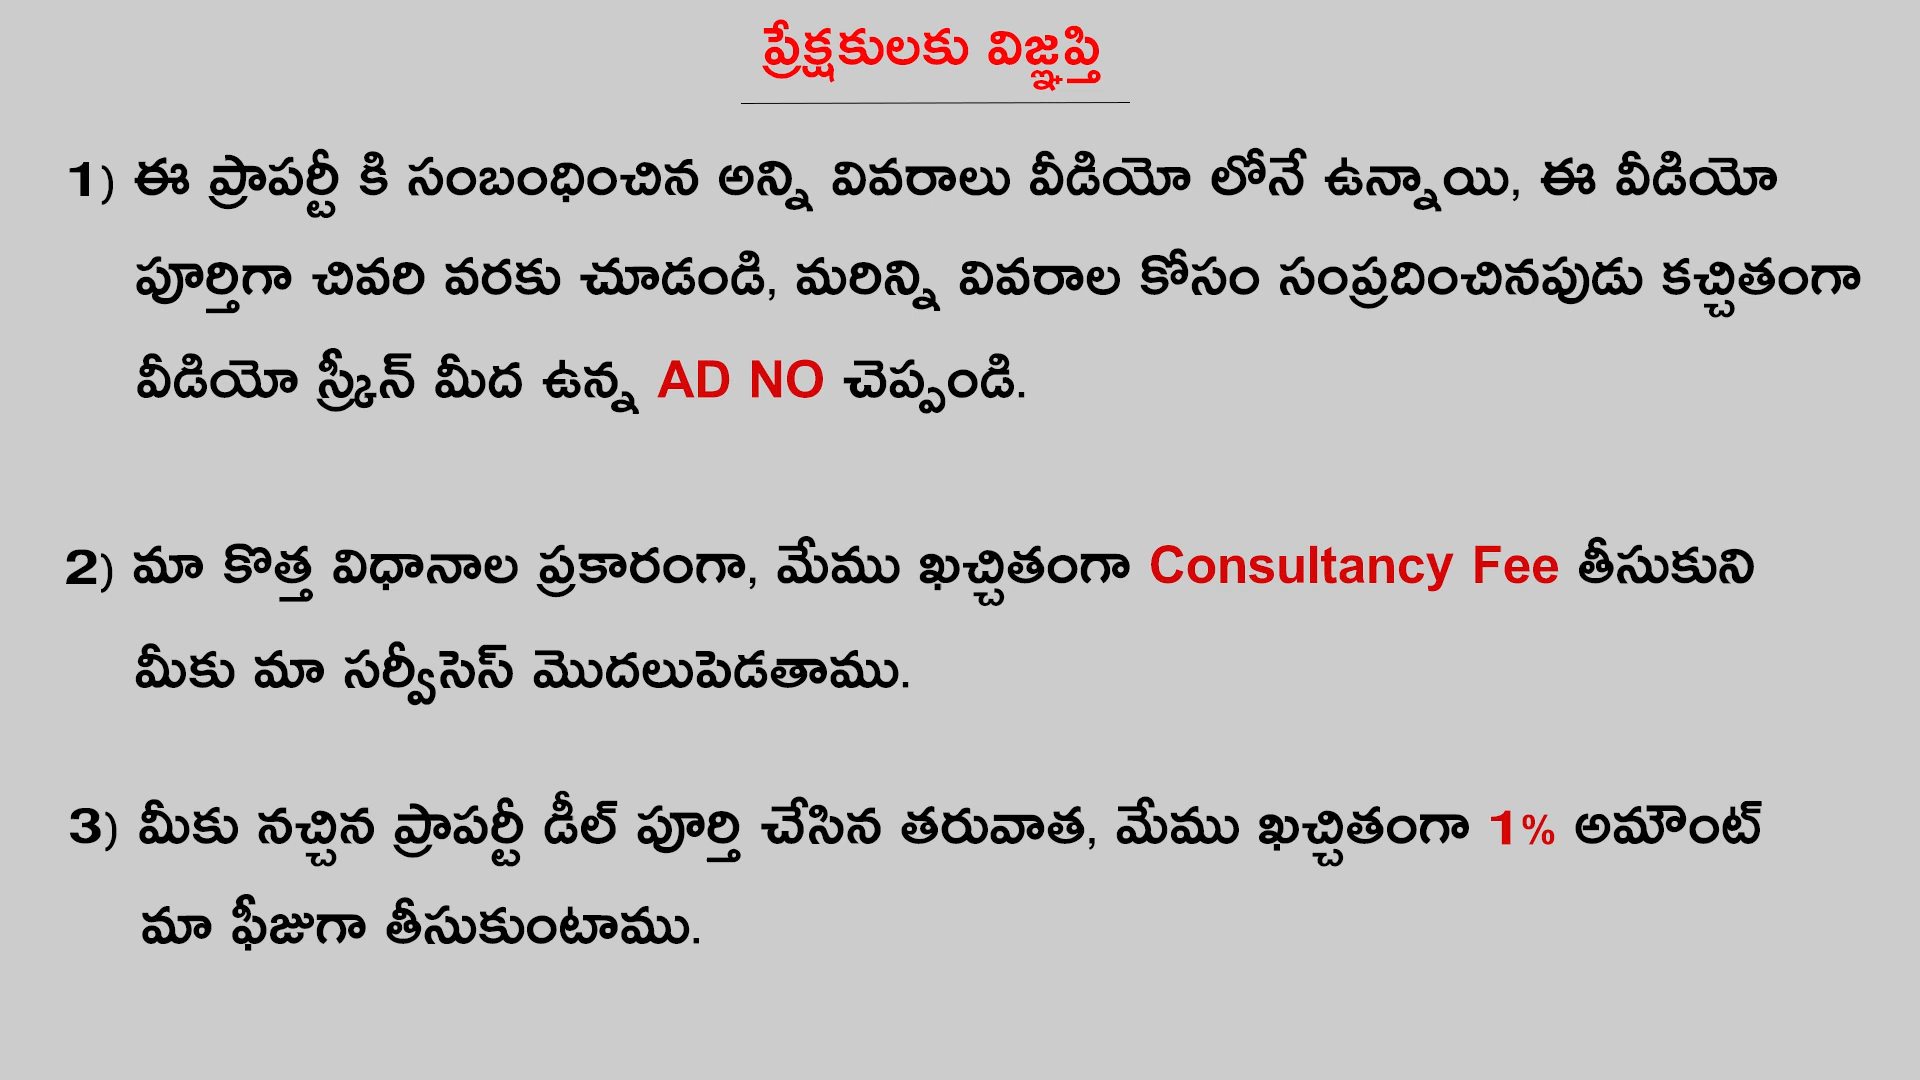 ప్రేక్షకులకు విజ్ఞప్తి
1) ఈ ప్రాపర్టీ కి సంబంధించిన అన్ని వివరాలు వీడియో లోనే ఉన్నాయి, ఈ వీడియో
పూర్తిగా చివరి వరకు చూడండి, మరిన్ని వివరాల కోసం సంప్రదించినపుడు కచ్చితంగా
వీడియో స్క్రీన్ మీద ఉన్న AD NO చెప్పండి.
2) మా కొత్త విధానాల ప్రకారంగా, మేము ఖచ్చితంగా Consultancy Fee తీసుకుని
మీకు మా సర్వీసెస్ మొదలుపెడతాము.
3) మీకు నచ్చిన ప్రాపర్టీ డీల్ పూర్తి చేసిన తరువాత, మేము ఖచ్చితంగా 1% అమౌంట్
మా ఫీజుగా తీసుకుంటాము.